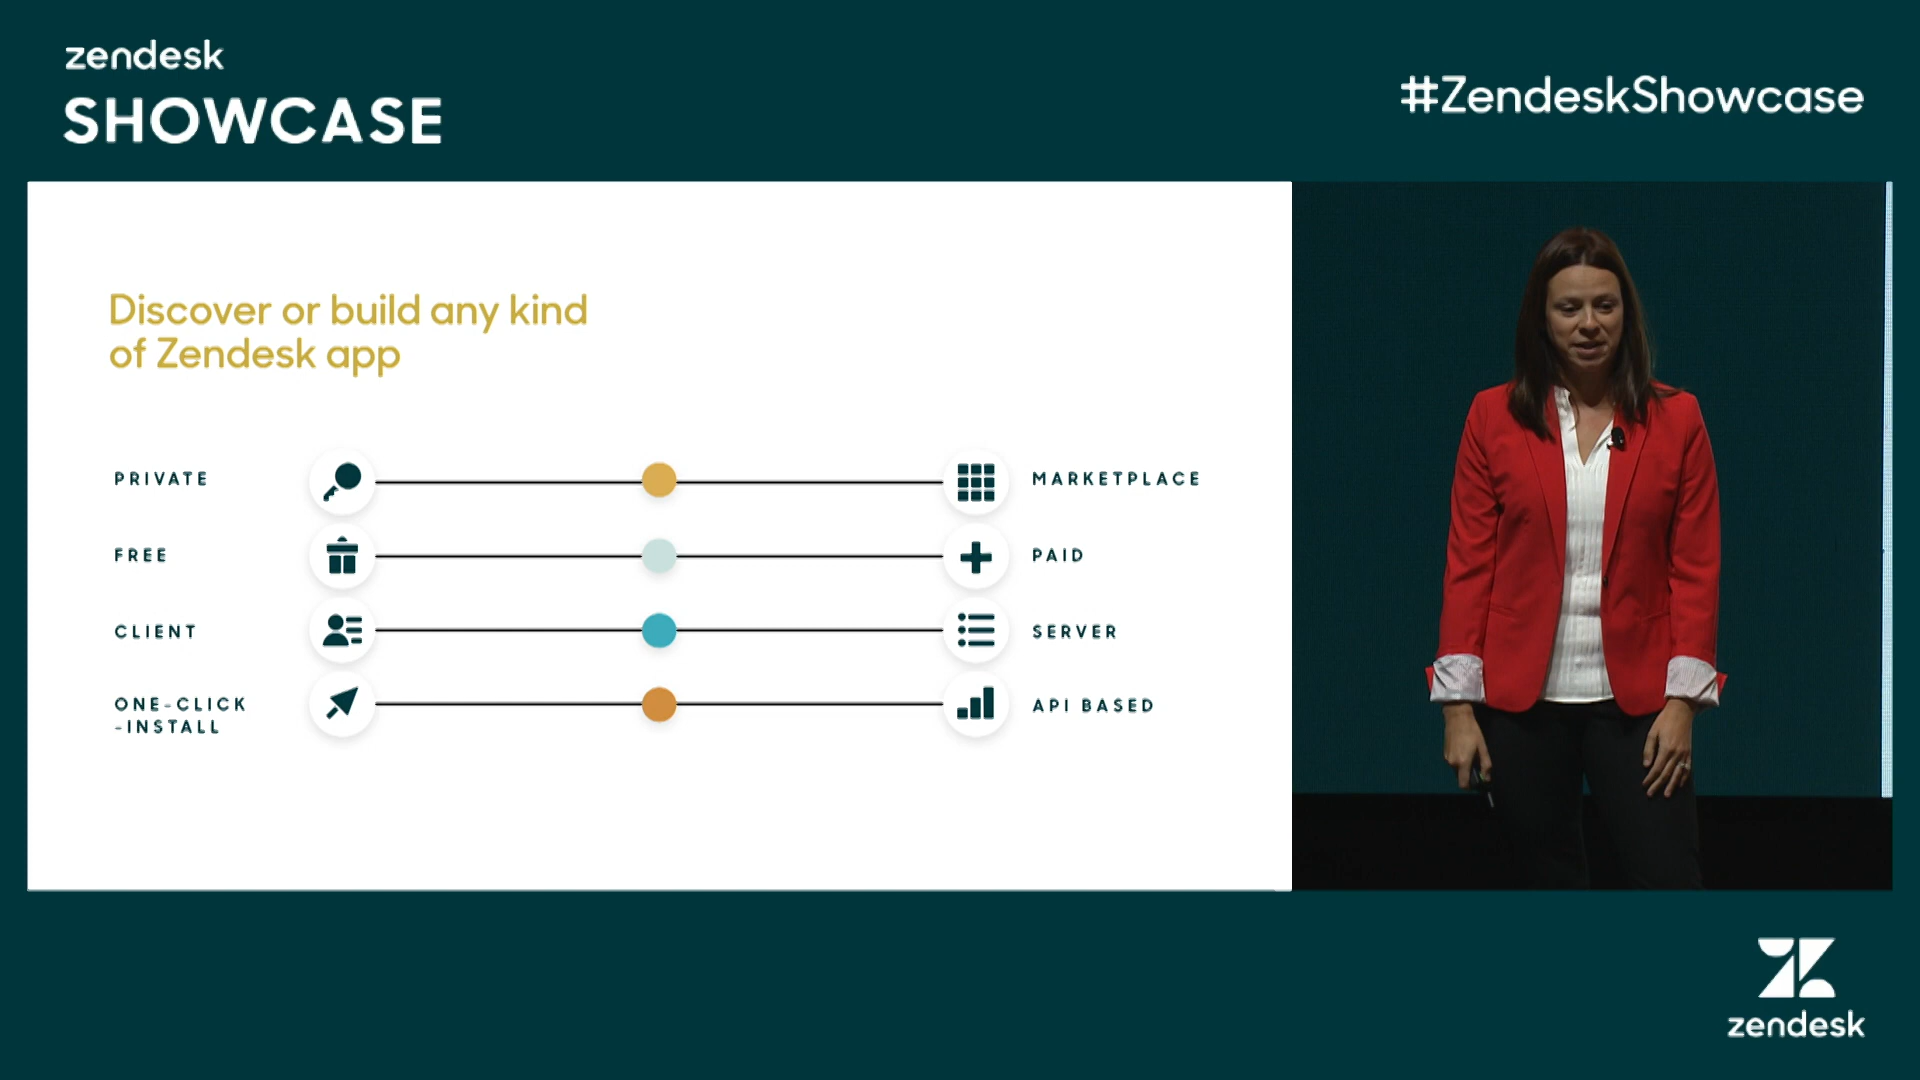 zendesk
SHOWCASE
#ZendeskShowcase
Discover or build any kind
of Zendesk app
PRIVATE
MARKETPLACE
FREE
PAID
CLIENT
SERVER
ONE-CLICK
-INSTALL
API BASED
zendesk